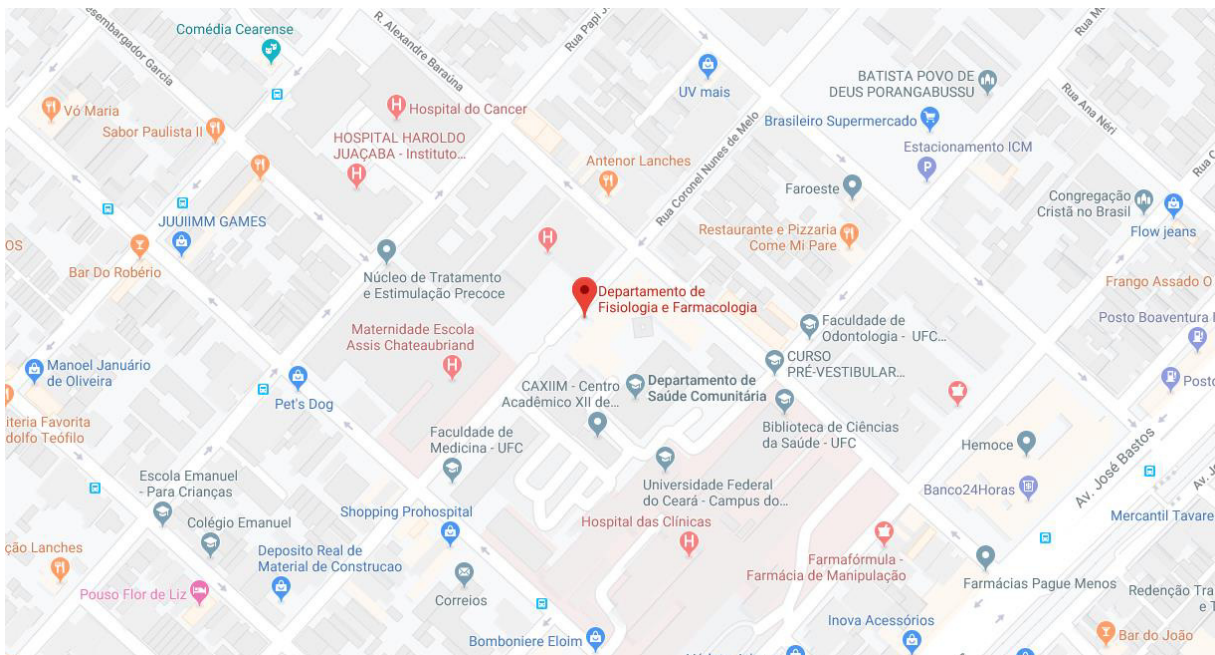 esembargador Garcia
Comédia Cearense
R. Alexandre Baraúna
Rua Papi J
UV mais
BATISTA POVO DE
DEUS PORANGABUSSU
Rua Ana Néri
Vó Maria
Sabor Paulista II
Hospital do Cancer
HOSPITAL HAROLDO
JUAÇABA - Instituto...
Brasileiro Supermercado
Estacionamento ICM
Antenor Lanches
Rua Coronel Nunes de Melo
Faroeste
Congregação
Cristã no Brasil
Flow jeans
JUUIIMM GAMES
OS
Bar Do Robério
Restaurante e Pizzaria
Come Mi Pare
Núcleo de Tratamento
e Estimulação Precoce
Departamento de
Fisiologia e Farmacologia
Frango Assado O
Posto Boaventura
Maternidade Escola
Assis Chateaubriand
Faculdade de
Odontologia - UFC...
CURSO
PRÉ-VESTIBULAR...
Manoel Januário
de Oliveira
Pet's Dog
CAXIIM - Centro
Acadêmico XII de...
Departamento de
Saúde Comunitária
Posto
iteria Favorita
dolfo Teófilo
Faculdade de
Medicina - UFC
Biblioteca de Ciências
da Saúde - UFC
Hemoce
Av. José Bastos
Escola Emanuel
- Para Crianças
Universidade Federal
do Ceará - Campus do...
Banco24Horas
Av. J
Colégio Emanuel
Shopping Prohospital
Hospital das Clínicas
Mercantil Tavare
ção Lanches
Deposito Real de
Material de Construcao
Farmafórmula -
Farmácia de Manipulação
Farmácias Pague Menos
Redenção Tra
e T
Pouso Flor de Liz
Correios
Inova Acessórios
Bomboniere Eloim
Bar do João